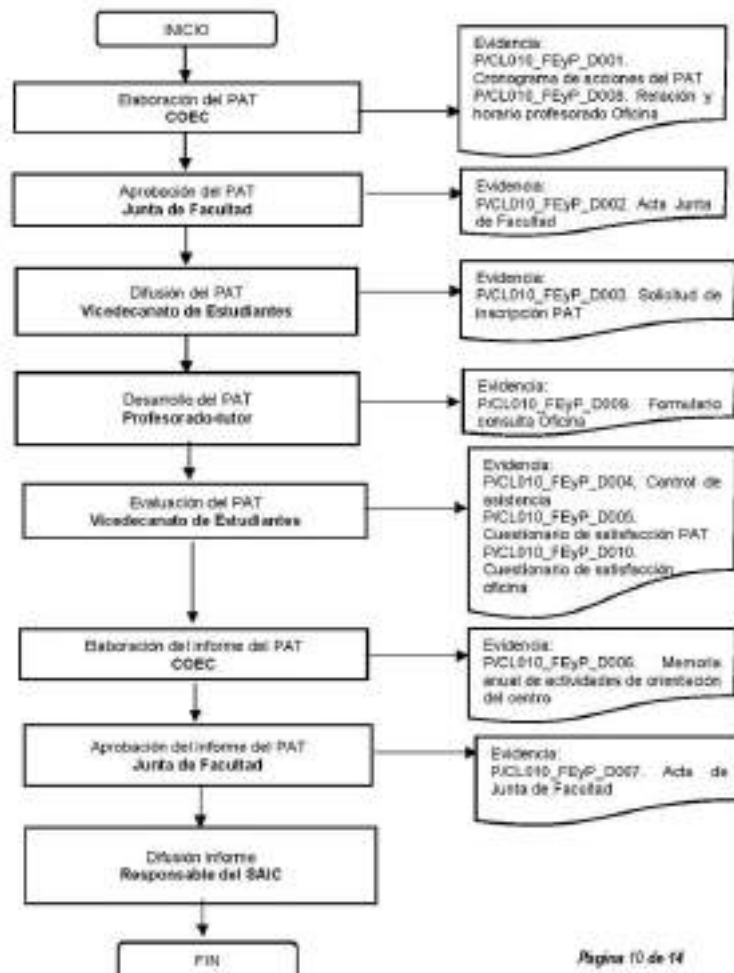 INICIO
Elaboración del PAT
COEC
Evidencia:
P/CL010_FEyP_D001.
Cronograma de acciones del PAT
P/CL010_FEyP_D008. Relación y
horario profesorado Oficina
Aprobación del PAT
Junta de Facultad
Evidencia:
P/CL010_FEyP_D002. Acta Junta
de Facultad
Difusión del PAT
Vicedecanato de Estudiantes
Evidencia:
P/CL010_FEyP_D003. Solicitud de
inscripción PAT
Desarrollo del PAT
Profesorado-tutor
Evidencia:
P/CL010_FEyP_D009. Formulario
consulta Oficina
Evaluación del PAT
Vicedecanato de Estudiantes
Evidencia:
P/CL010_FEyP_D004. Control de
asistencia
P/CL010_FEyP_D005.
Cuestionario de satisfacción PAT
P/CL010_FEyP_D010.
Cuestionario de satisfacción
oficina
Elaboración del informe del PAT
COEC
Evidencia:
P/CL010_FEyP_D006. Memoria
anual de actividades de orientación
del centro
Aprobación del informe del PAT
Junta de Facultad
Evidencia:
P/CL010_FEyP_D007. Acta de
Junta de Facultad
Difusión informe
Responsable del SAIC
FIN
Página 10 de 14